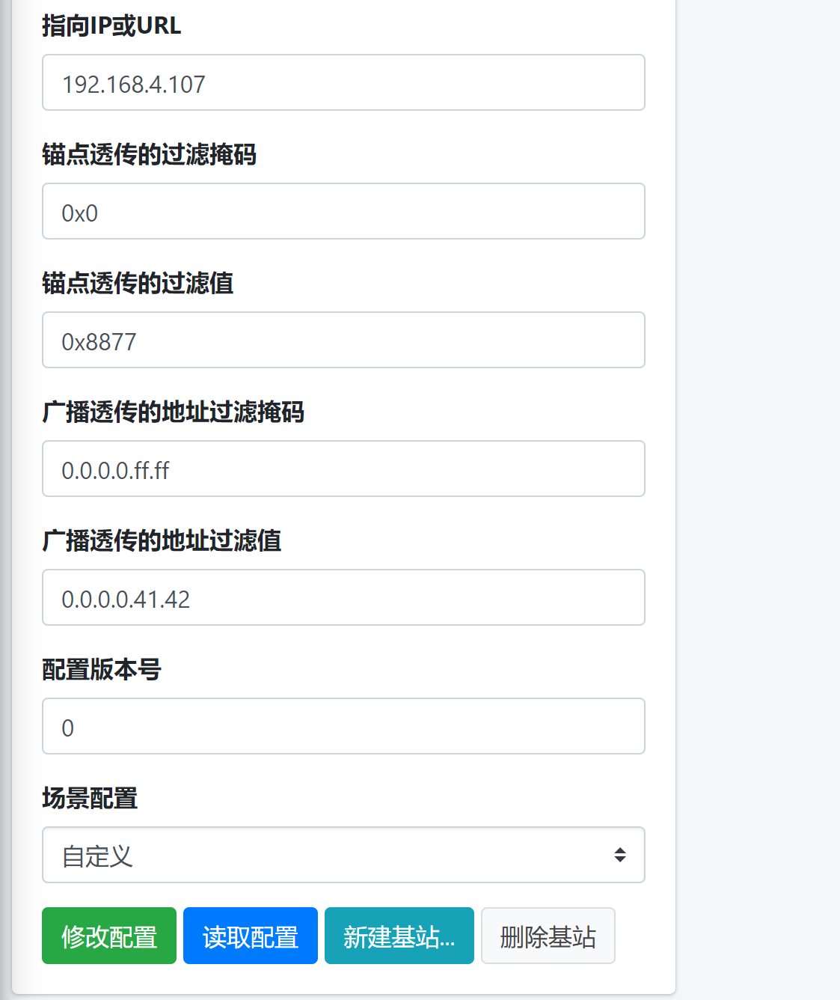 指向IP或URL
192.168.4.107
锚点透传的过滤掩码
0x0
锚点透传的过滤值
0x8877
广播透传的地址过滤掩码
0.0.0.0.ff.ff
广播透传的地址过滤值
0.0.0.0.41.42
配置版本号
0
场景配置
自定义
修改配置 读取配置 新建基站... 删除基站